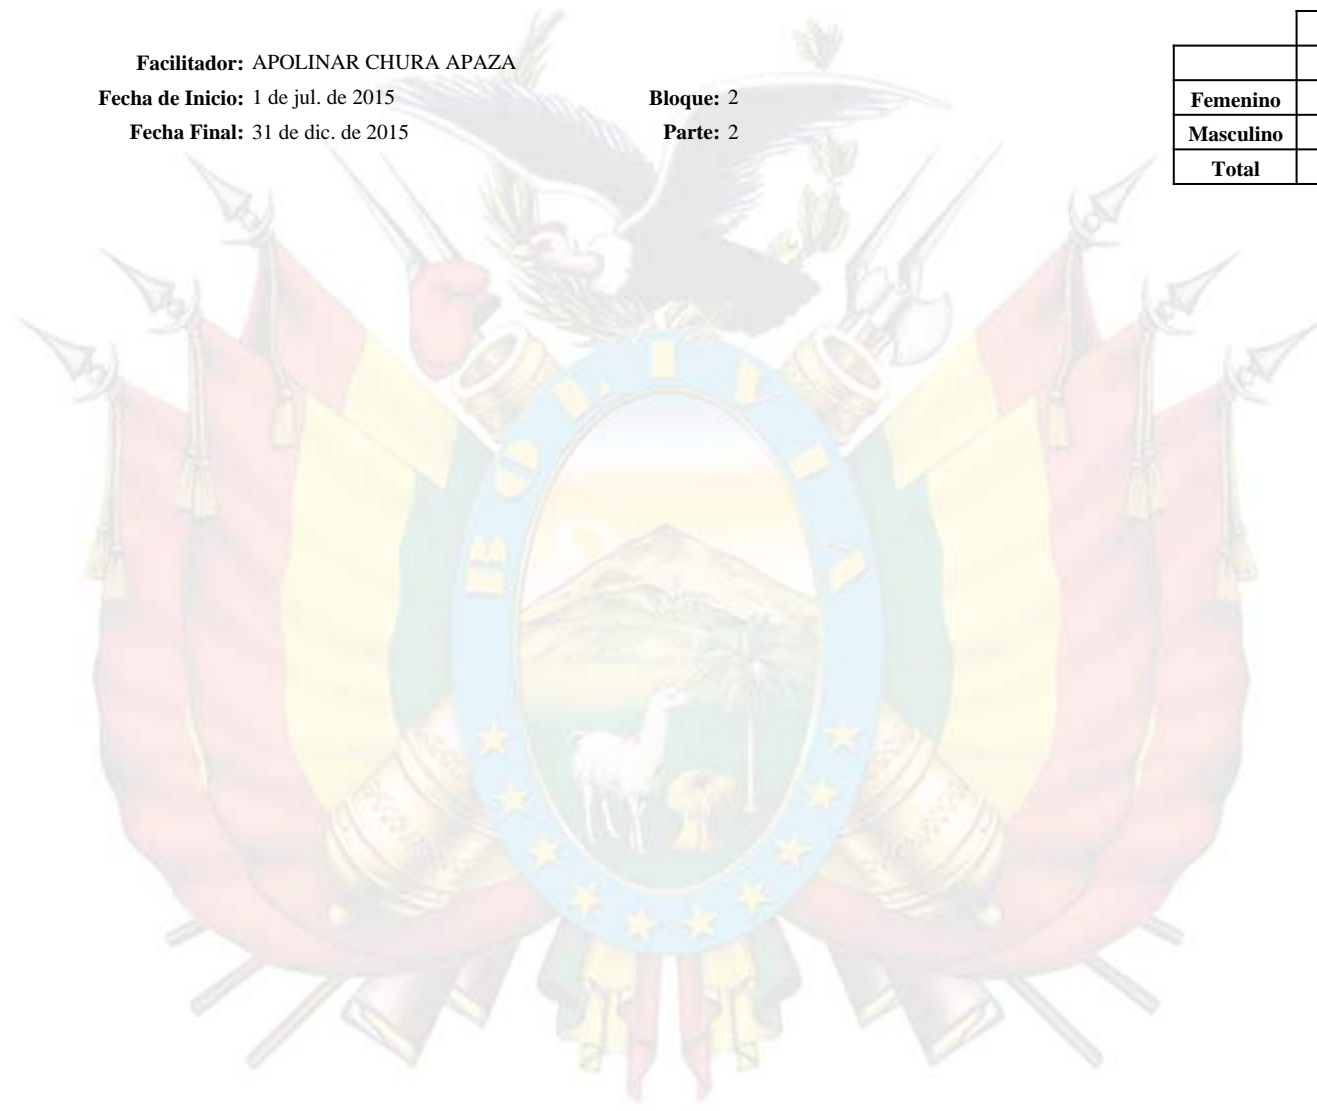 Facilitador: APOLINAR CHURA APAZA
Fecha de Inicio: 1 de jul. de 2015 Bloque: 2
Fecha Final: 31 de dic. de 2015 Parte: 2
Femenino
Masculino
Total
BOLIVIA